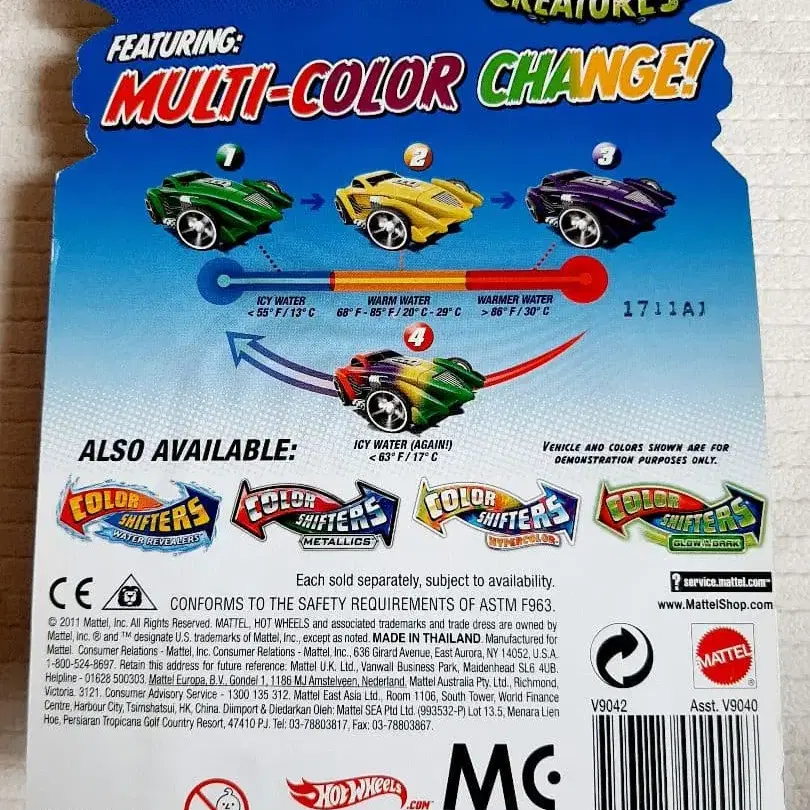 CREATURES
FEATURING:
MULTI-COLOR CHANGE!
1 2 3
ICY WATER
< 55° F / 13° C
WARM WATER
68° F - 85° F / 20° C - 29° C
WARMER WATER
> 86° F / 30° C
1711A1
4
ICY WATER (AGAIN!)
< 63° F / 17° C
ALSO AVAILABLE:
VEHICLE AND COLORS SHOWN ARE FOR
DEMONSTRATION PURPOSES ONLY.
COLOR SHIFTERS WATER REVEALERS
COLOR SHIFTERS METALLICS
COLOR SHIFTERS HYPERCOLOR
COLOR SHIFTERS GLOW IN THE DARK
Each sold separately, subject to availability.
CE
CONFORMS TO THE SAFETY REQUIREMENTS OF ASTM F963.
? service.mattel.com™
www.MattelShop.com
© 2011 Mattel, Inc. All Rights Reserved. MATTEL, HOT WHEELS and associated trademarks and trade dress are owned by
Mattel, Inc. ® and ™ designate U.S. trademarks of Mattel, Inc., except as noted. MADE IN THAILAND. Manufactured for
Mattel. Consumer Relations - Mattel, Inc. Consumer Relations - Mattel, Inc., 636 Girard Avenue, East Aurora, NY 14052, U.S.A.
1-800-524-8697. Retain this address for future reference: Mattel U.K. Ltd., Vanwall Business Park, Maidenhead SL6 4UB.
Helpline - 01628 500303. Mattel Europa, B.V. Gondel 1, 1186 MJ Amstelveen, Nederland. Mattel Australia Pty. Ltd., Richmond,
Victoria. 3121. Consumer Advisory Service - 1300 135 312. Mattel East Asia Ltd., Room 1106, South Tower, World Finance
Centre, Harbour City, Tsimshatsui, HK, China. Diimport & Diedarkan Oleh: Mattel SEA Ptd Ltd. (993532-P) Lot 13.5, Menara Lien
Hoe, Persiaran Tropicana Golf Country Resort, 47410 PJ. Tel: 03-78803817, Fax: 03-78803867.
MATTEL
V9042 Asst. V9040
HOT WHEELS .COM™
MC